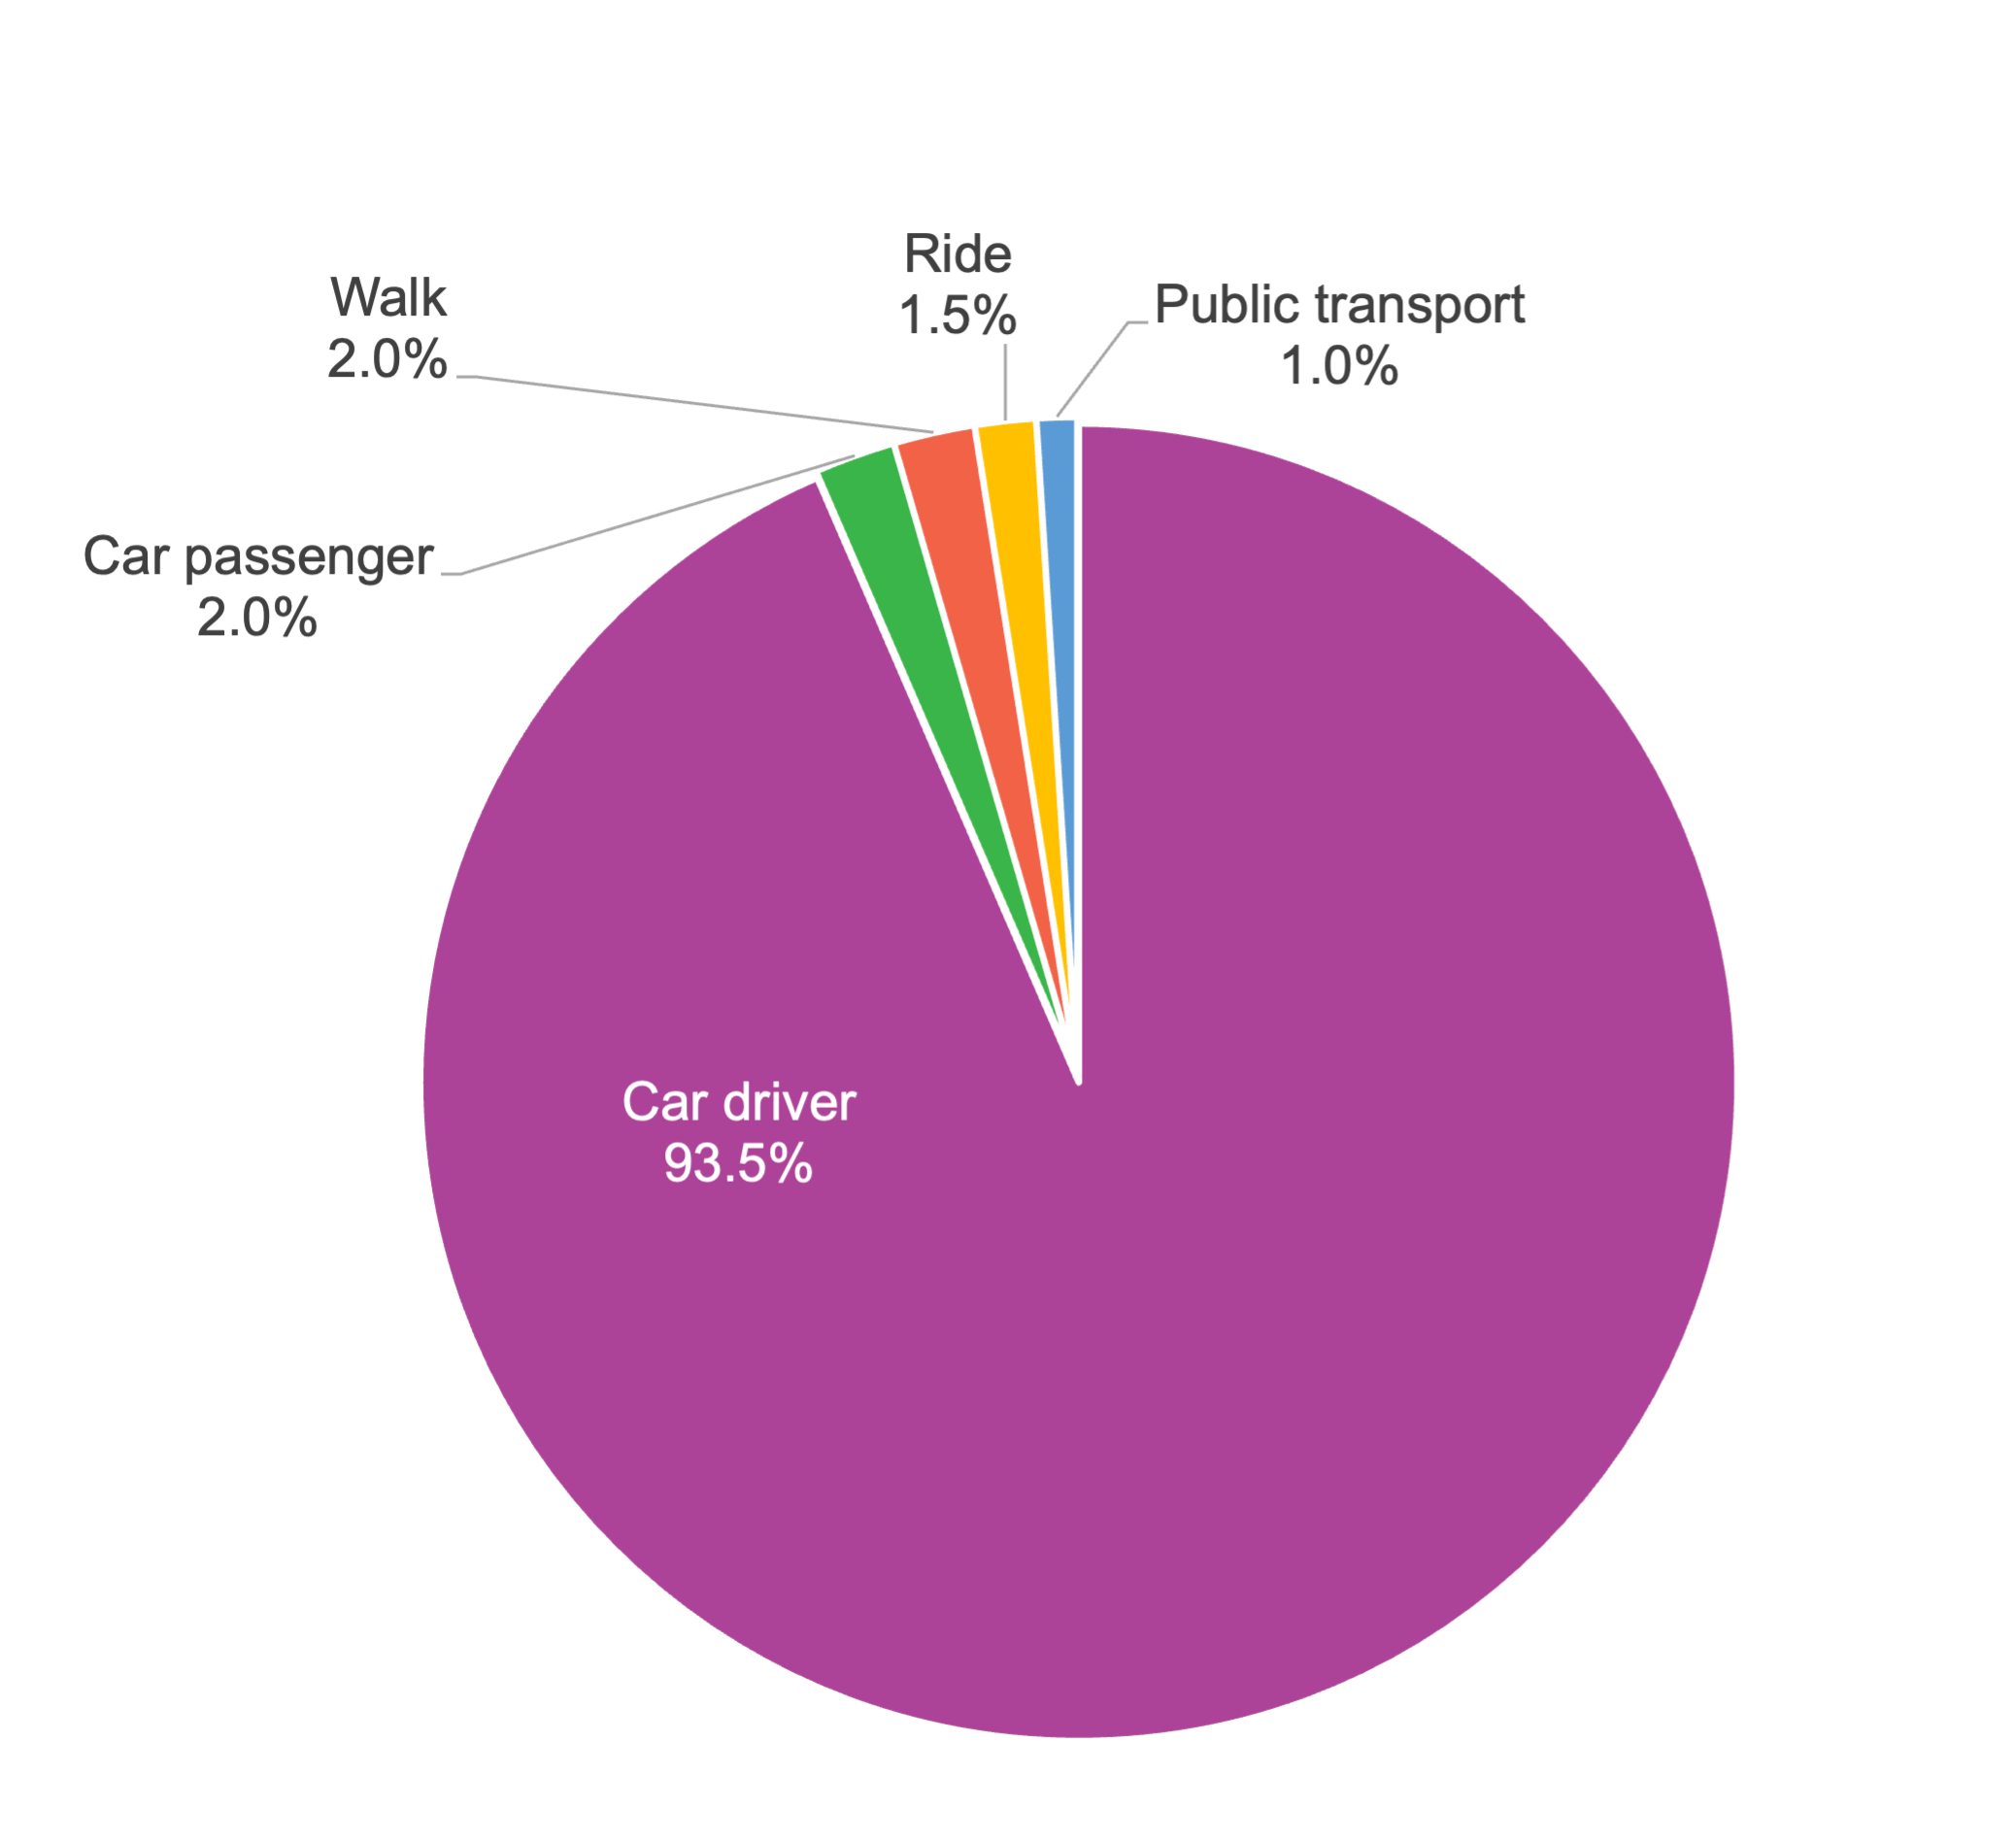 Ride
1.5%
Walk
2.0%
Public transport
1.0%
Car passenger
2.0%
Car driver
93.5%